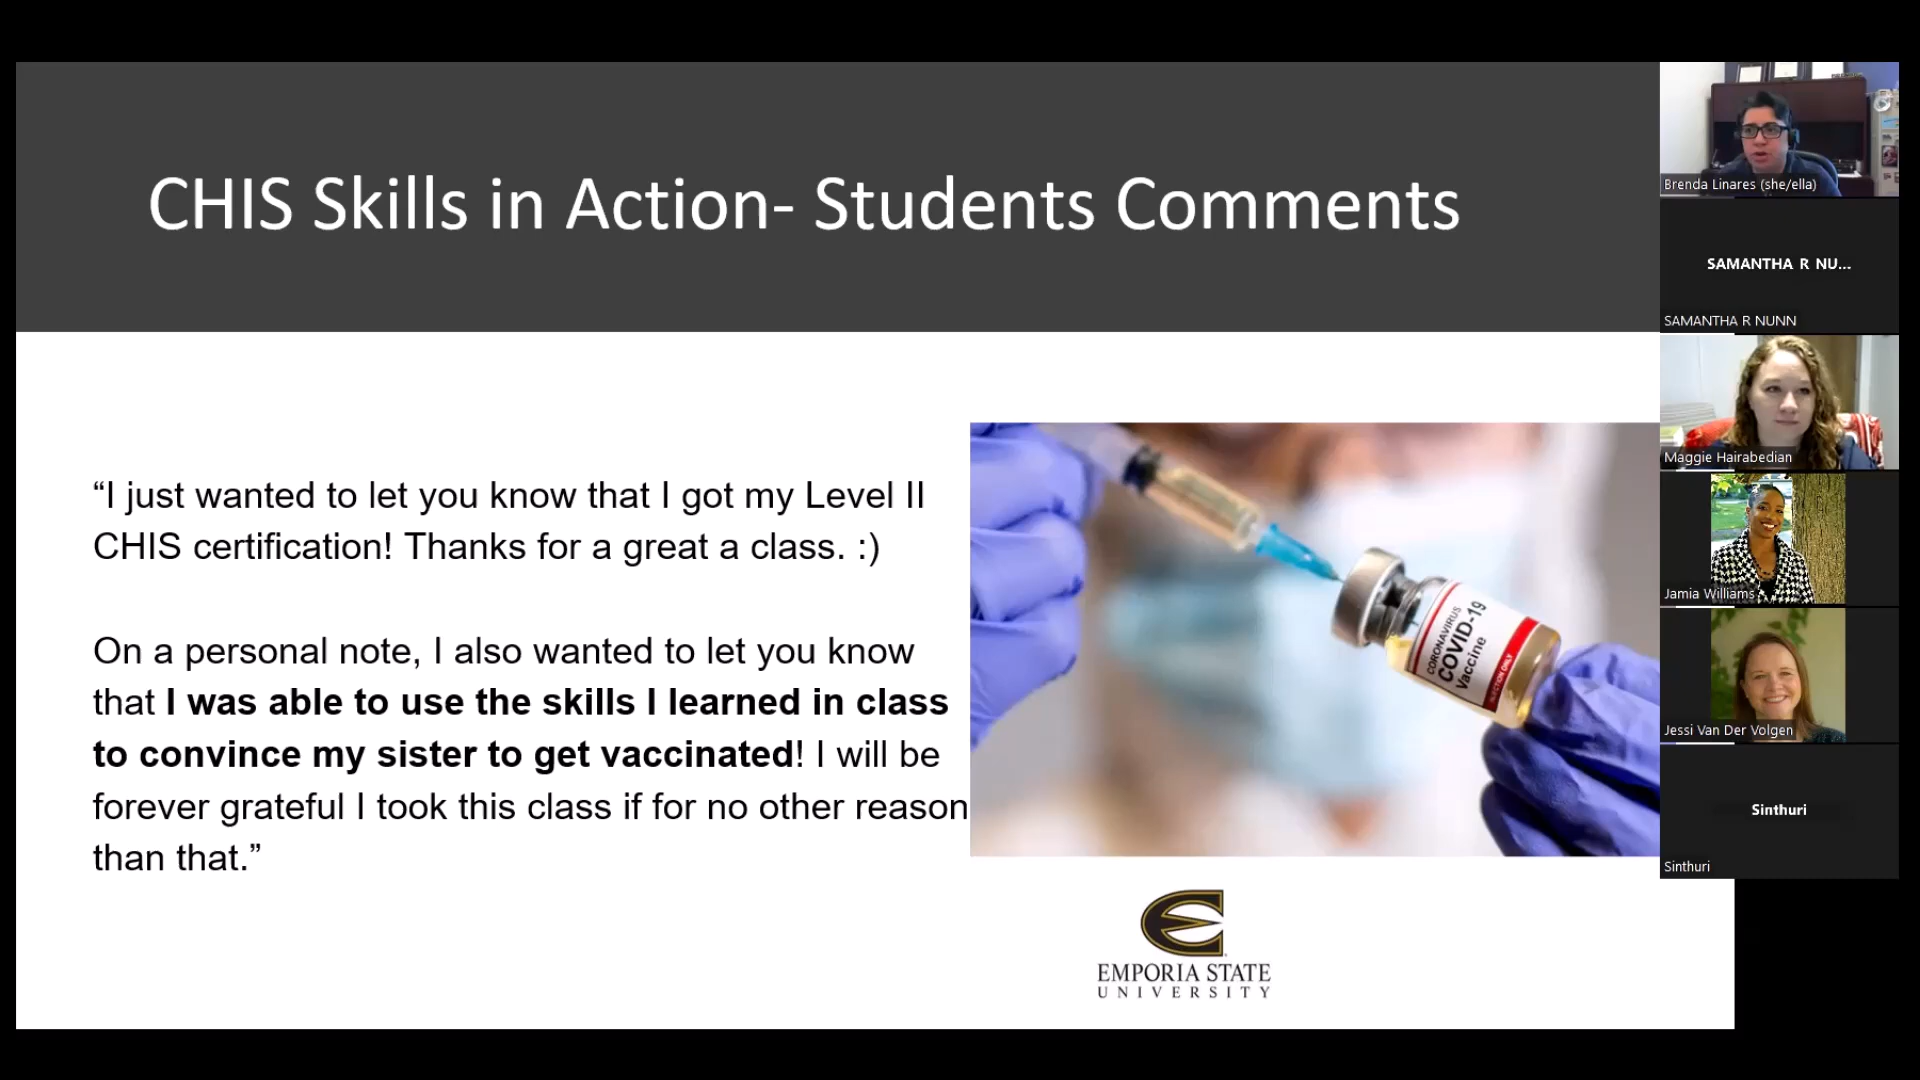 CHIS Skills in Action- Students Comments
“I just wanted to let you know that I got my Level II
CHIS certification! Thanks for a great a class. :)
On a personal note, I also wanted to let you know
that I was able to use the skills I learned in class
to convince my sister to get vaccinated! I will be
forever grateful I took this class if for no other reason
than that.”
CORONAVIRUS
COVID-19
Vaccine
INJECTION ONLY
EMPORIA STATE
UNIVERSITY
Brenda Linares (she/ella)
SAMANTHA R NU...
SAMANTHA R NUNN
Maggie Hairabedian
Jamia Williams
Jessi Van Der Volgen
Sinthuri
Sinthuri